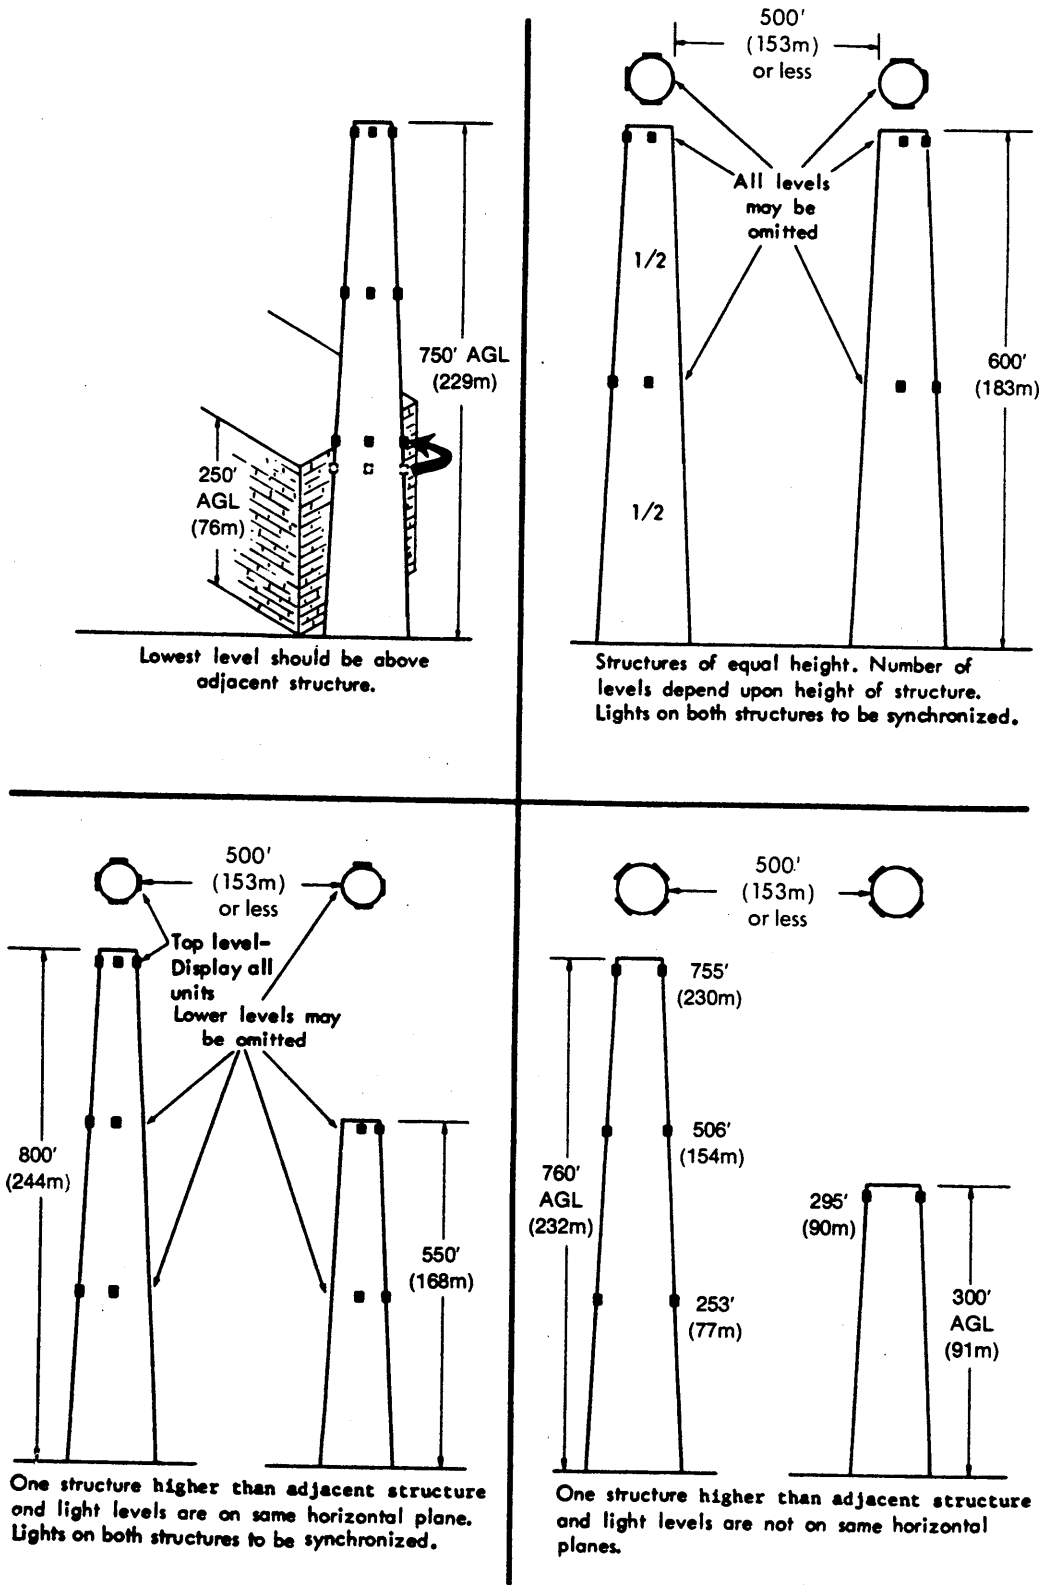 750' AGL
(229m)
250'
AGL
(76m)
Lowest level should be above
adjacent structure.
500'
(153m)
or less
All levels
may be
omitted
1/2
1/2
600'
(183m)
Structures of equal height. Number of
levels depend upon height of structure.
Lights on both structures to be synchronized.
500'
(153m)
or less
Top level-
Display all
units
Lower levels may
be omitted
800'
(244m)
550'
(168m)
One structure higher than adjacent structure
and light levels are on same horizontal plane.
Lights on both structures to be synchronized.
500'
(153m)
or less
755'
(230m)
506'
(154m)
760'
AGL
(232m)
295'
(90m)
253'
(77m)
300'
AGL
(91m)
One structure higher than adjacent structure
and light levels are not on same horizontal
planes.